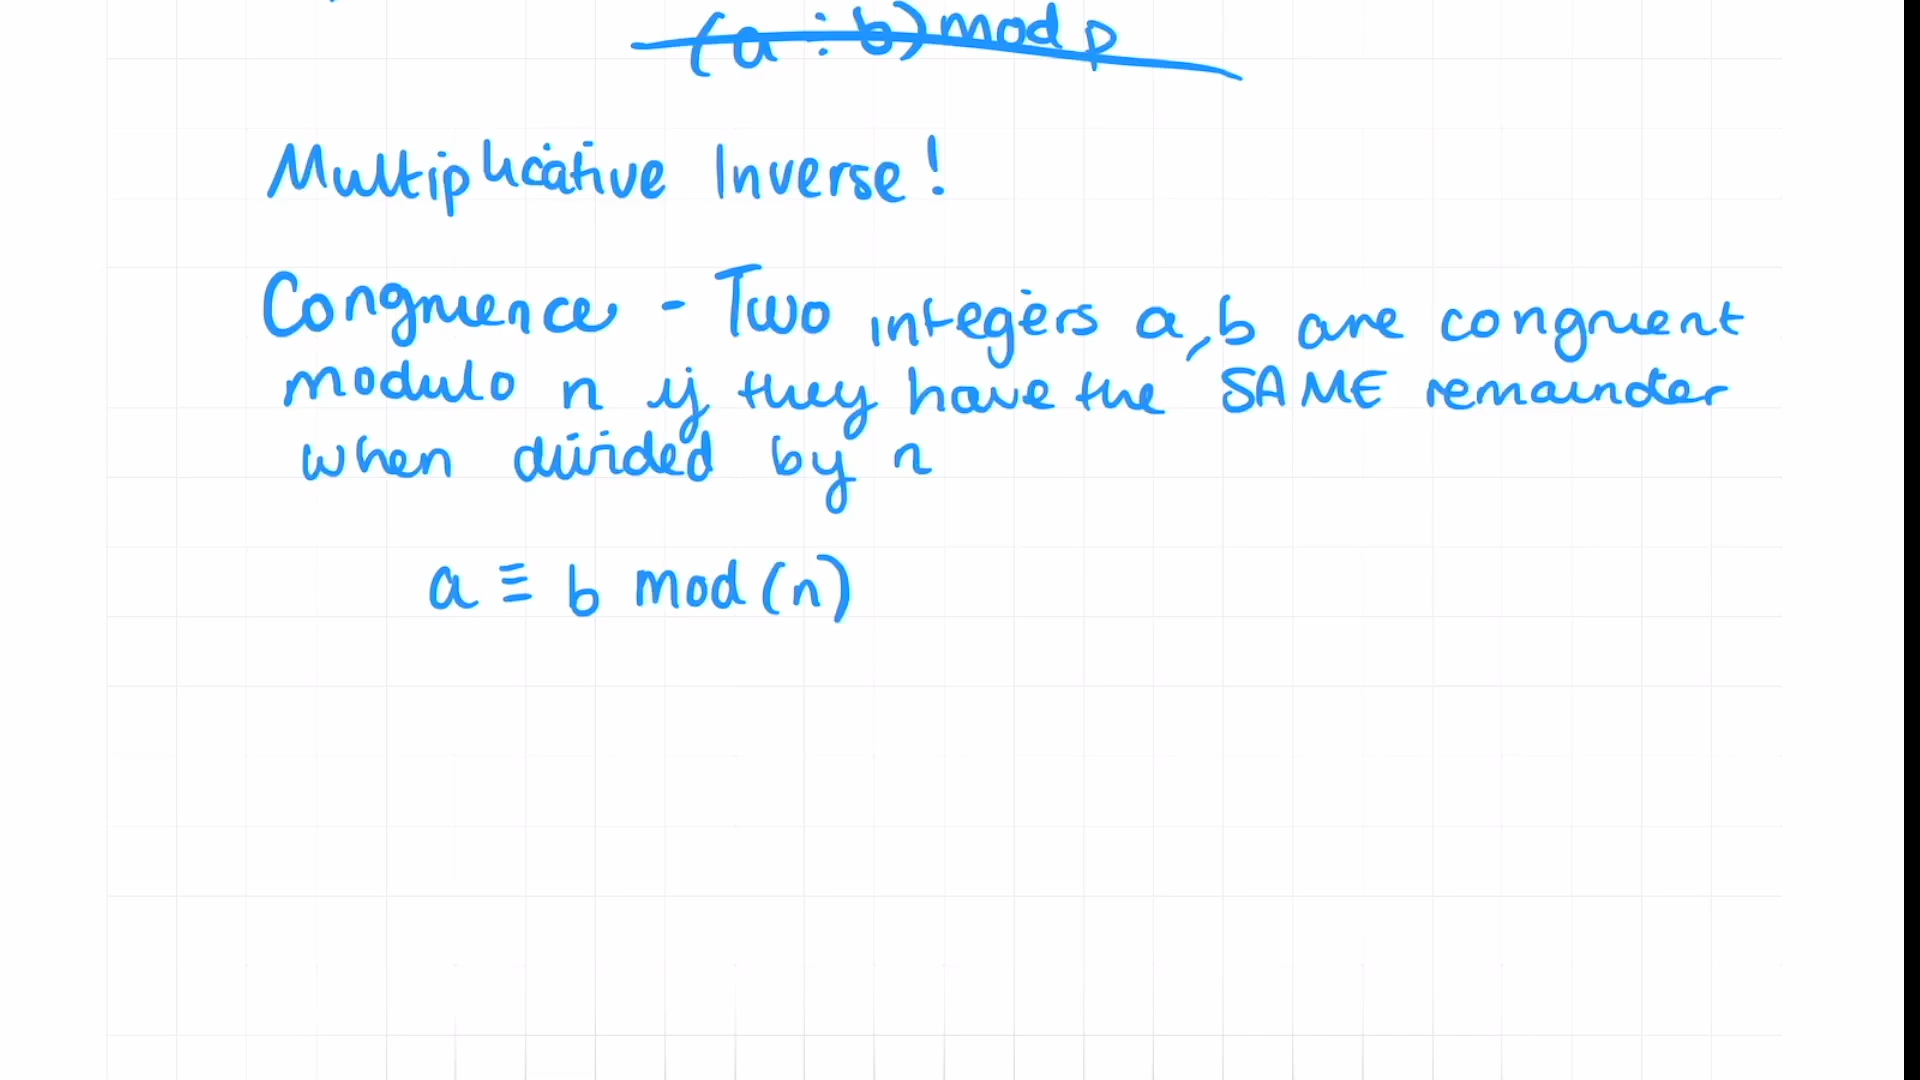 (a ÷ b) mod p
Multiplicative Inverse!
Congruence - Two integers a, b are congruent
modulo n if they have the SAME remainder
when divided by n
a ≡ b mod (n)